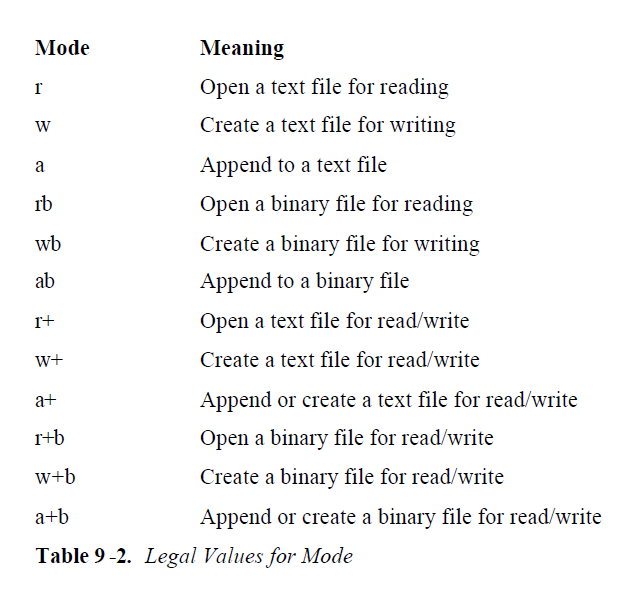 Mode Meaning
r Open a text file for reading
w Create a text file for writing
a Append to a text file
rb Open a binary file for reading
wb Create a binary file for writing
ab Append to a binary file
r+ Open a text file for read/write
w+ Create a text file for read/write
a+ Append or create a text file for read/write
r+b Open a binary file for read/write
w+b Create a binary file for read/write
a+b Append or create a binary file for read/write
Table 9-2. Legal Values for Mode